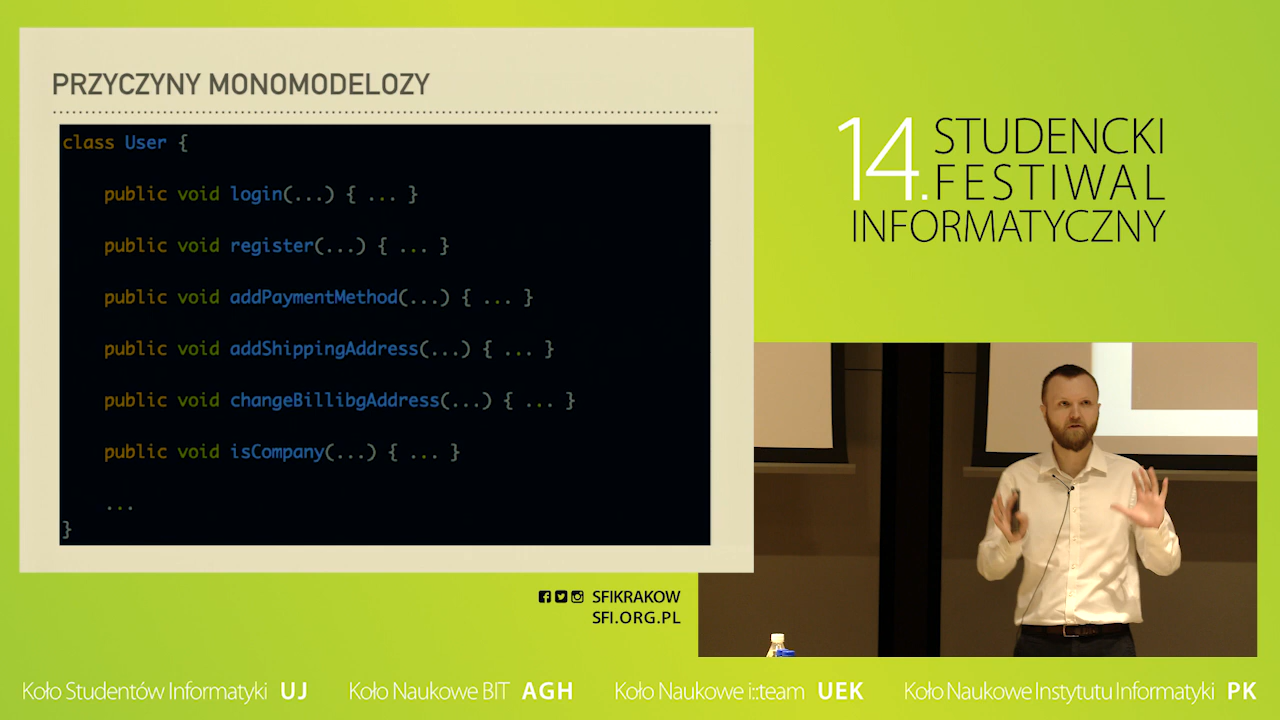 PRZYCZYNY MONOMODELOZY
class User {
public void login(...) { ... }
public void register(...) { ... }
public void addPaymentMethod(...) { ... }
public void addShippingAddress(...) { ... }
public void changeBillibgAddress(...) { ... }
public void isCompany(...) { ... }
...
}
14. STUDENCKI
FESTIWAL
INFORMATYCZNY
SFIKRAKOW
SFI.ORG.PL
Koło Studentów Informatyki UJ
Koło Naukowe BIT AGH
Koło Naukowe i::team UEK
Koło Naukowe Instytutu Informatyki PK